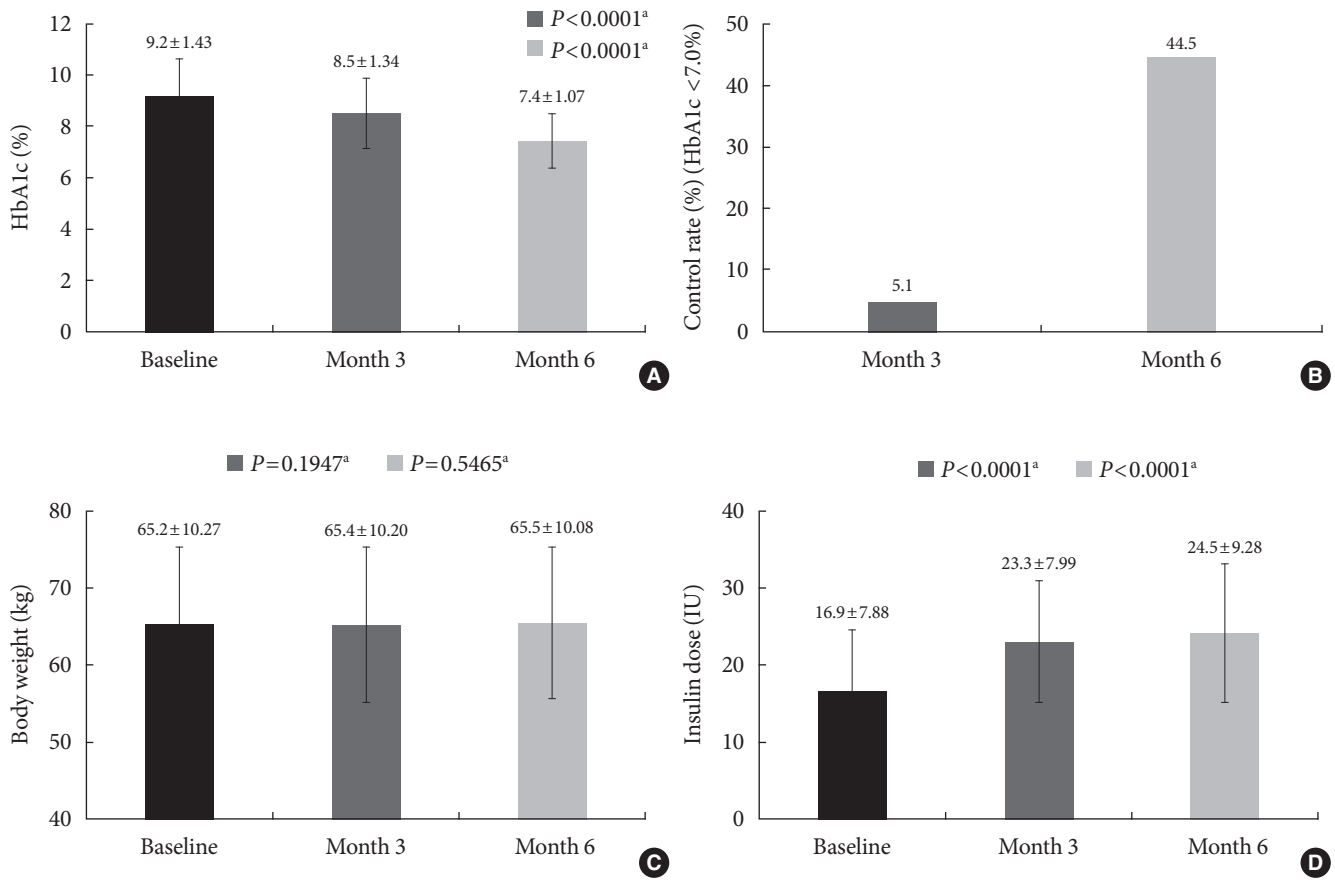 P<0.0001ᵃ
P<0.0001ᵃ
HbA1c (%)
12
10
8
6
4
2
0
9.2±1.43
8.5±1.34
7.4±1.07
Baseline Month 3 Month 6
A
Control rate (%) (HbA1c <7.0%)
50
40
30
20
10
0
5.1
44.5
Month 3 Month 6
B
P=0.1947ᵃ P=0.5465ᵃ
Body weight (kg)
80
70
60
50
40
65.2±10.27
65.4±10.20
65.5±10.08
Baseline Month 3 Month 6
C
P<0.0001ᵃ P<0.0001ᵃ
Insulin dose (IU)
40
30
20
10
0
16.9±7.88
23.3±7.99
24.5±9.28
Baseline Month 3 Month 6
D